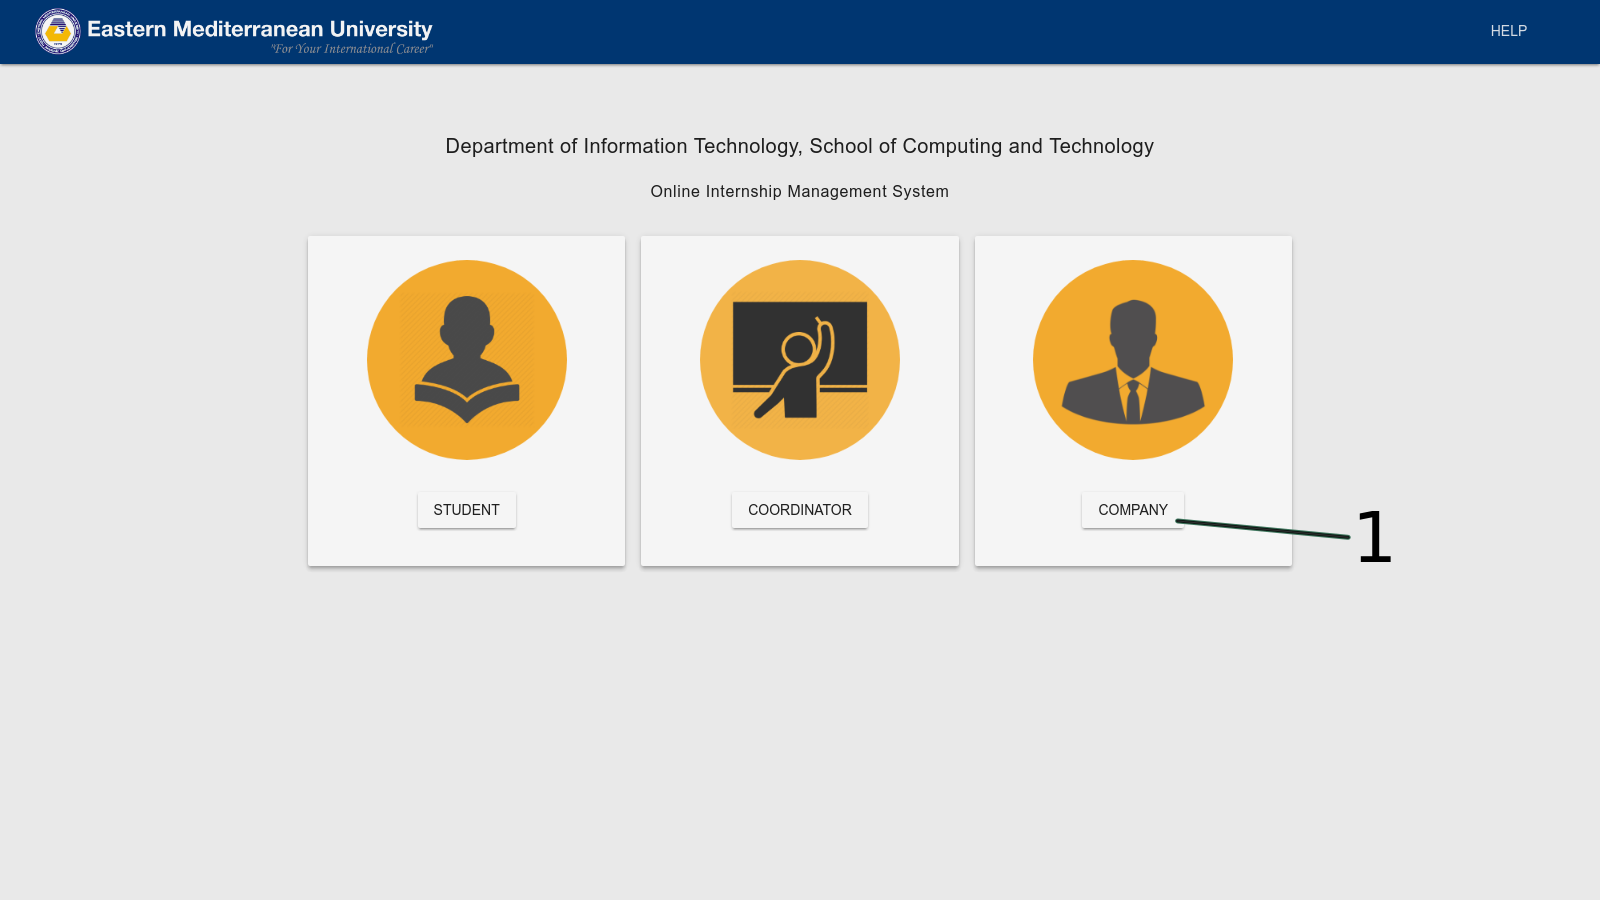 Eastern Mediterranean University
"For Your International Career"
HELP
Department of Information Technology, School of Computing and Technology
Online Internship Management System
STUDENT
COORDINATOR
COMPANY
1